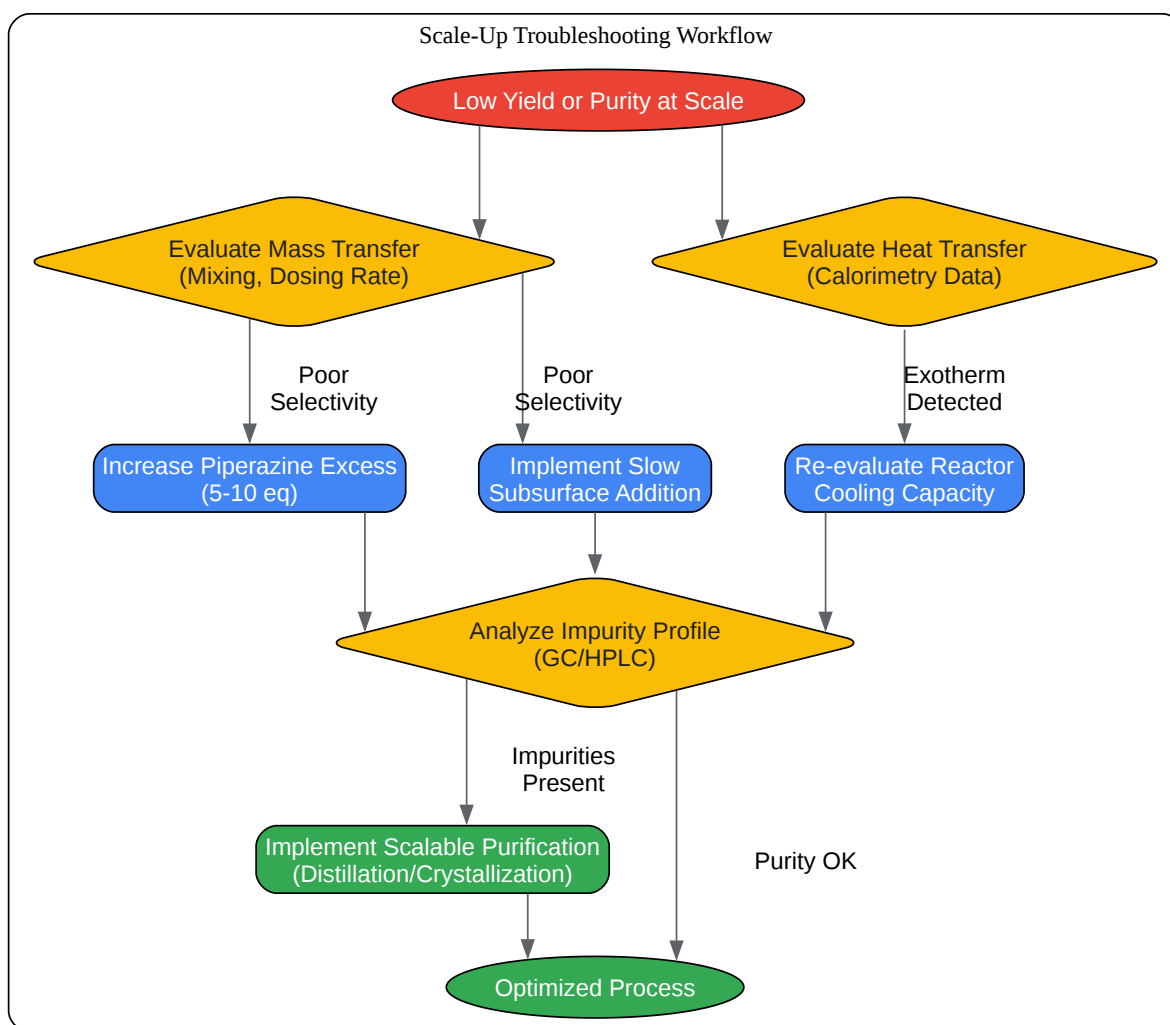 Scale-Up Troubleshooting Workflow
Low Yield or Purity at Scale
Evaluate Mass Transfer
(Mixing, Dosing Rate)
Evaluate Heat Transfer
(Calorimetry Data)
Poor
Selectivity
Poor
Selectivity
Exotherm
Detected
Increase Piperazine Excess
(5-10 eq)
Implement Slow
Subsurface Addition
Re-evaluate Reactor
Cooling Capacity
Analyze Impurity Profile
(GC/HPLC)
Impurities
Present
Implement Scalable Purification
(Distillation/Crystallization)
Purity OK
Optimized Process